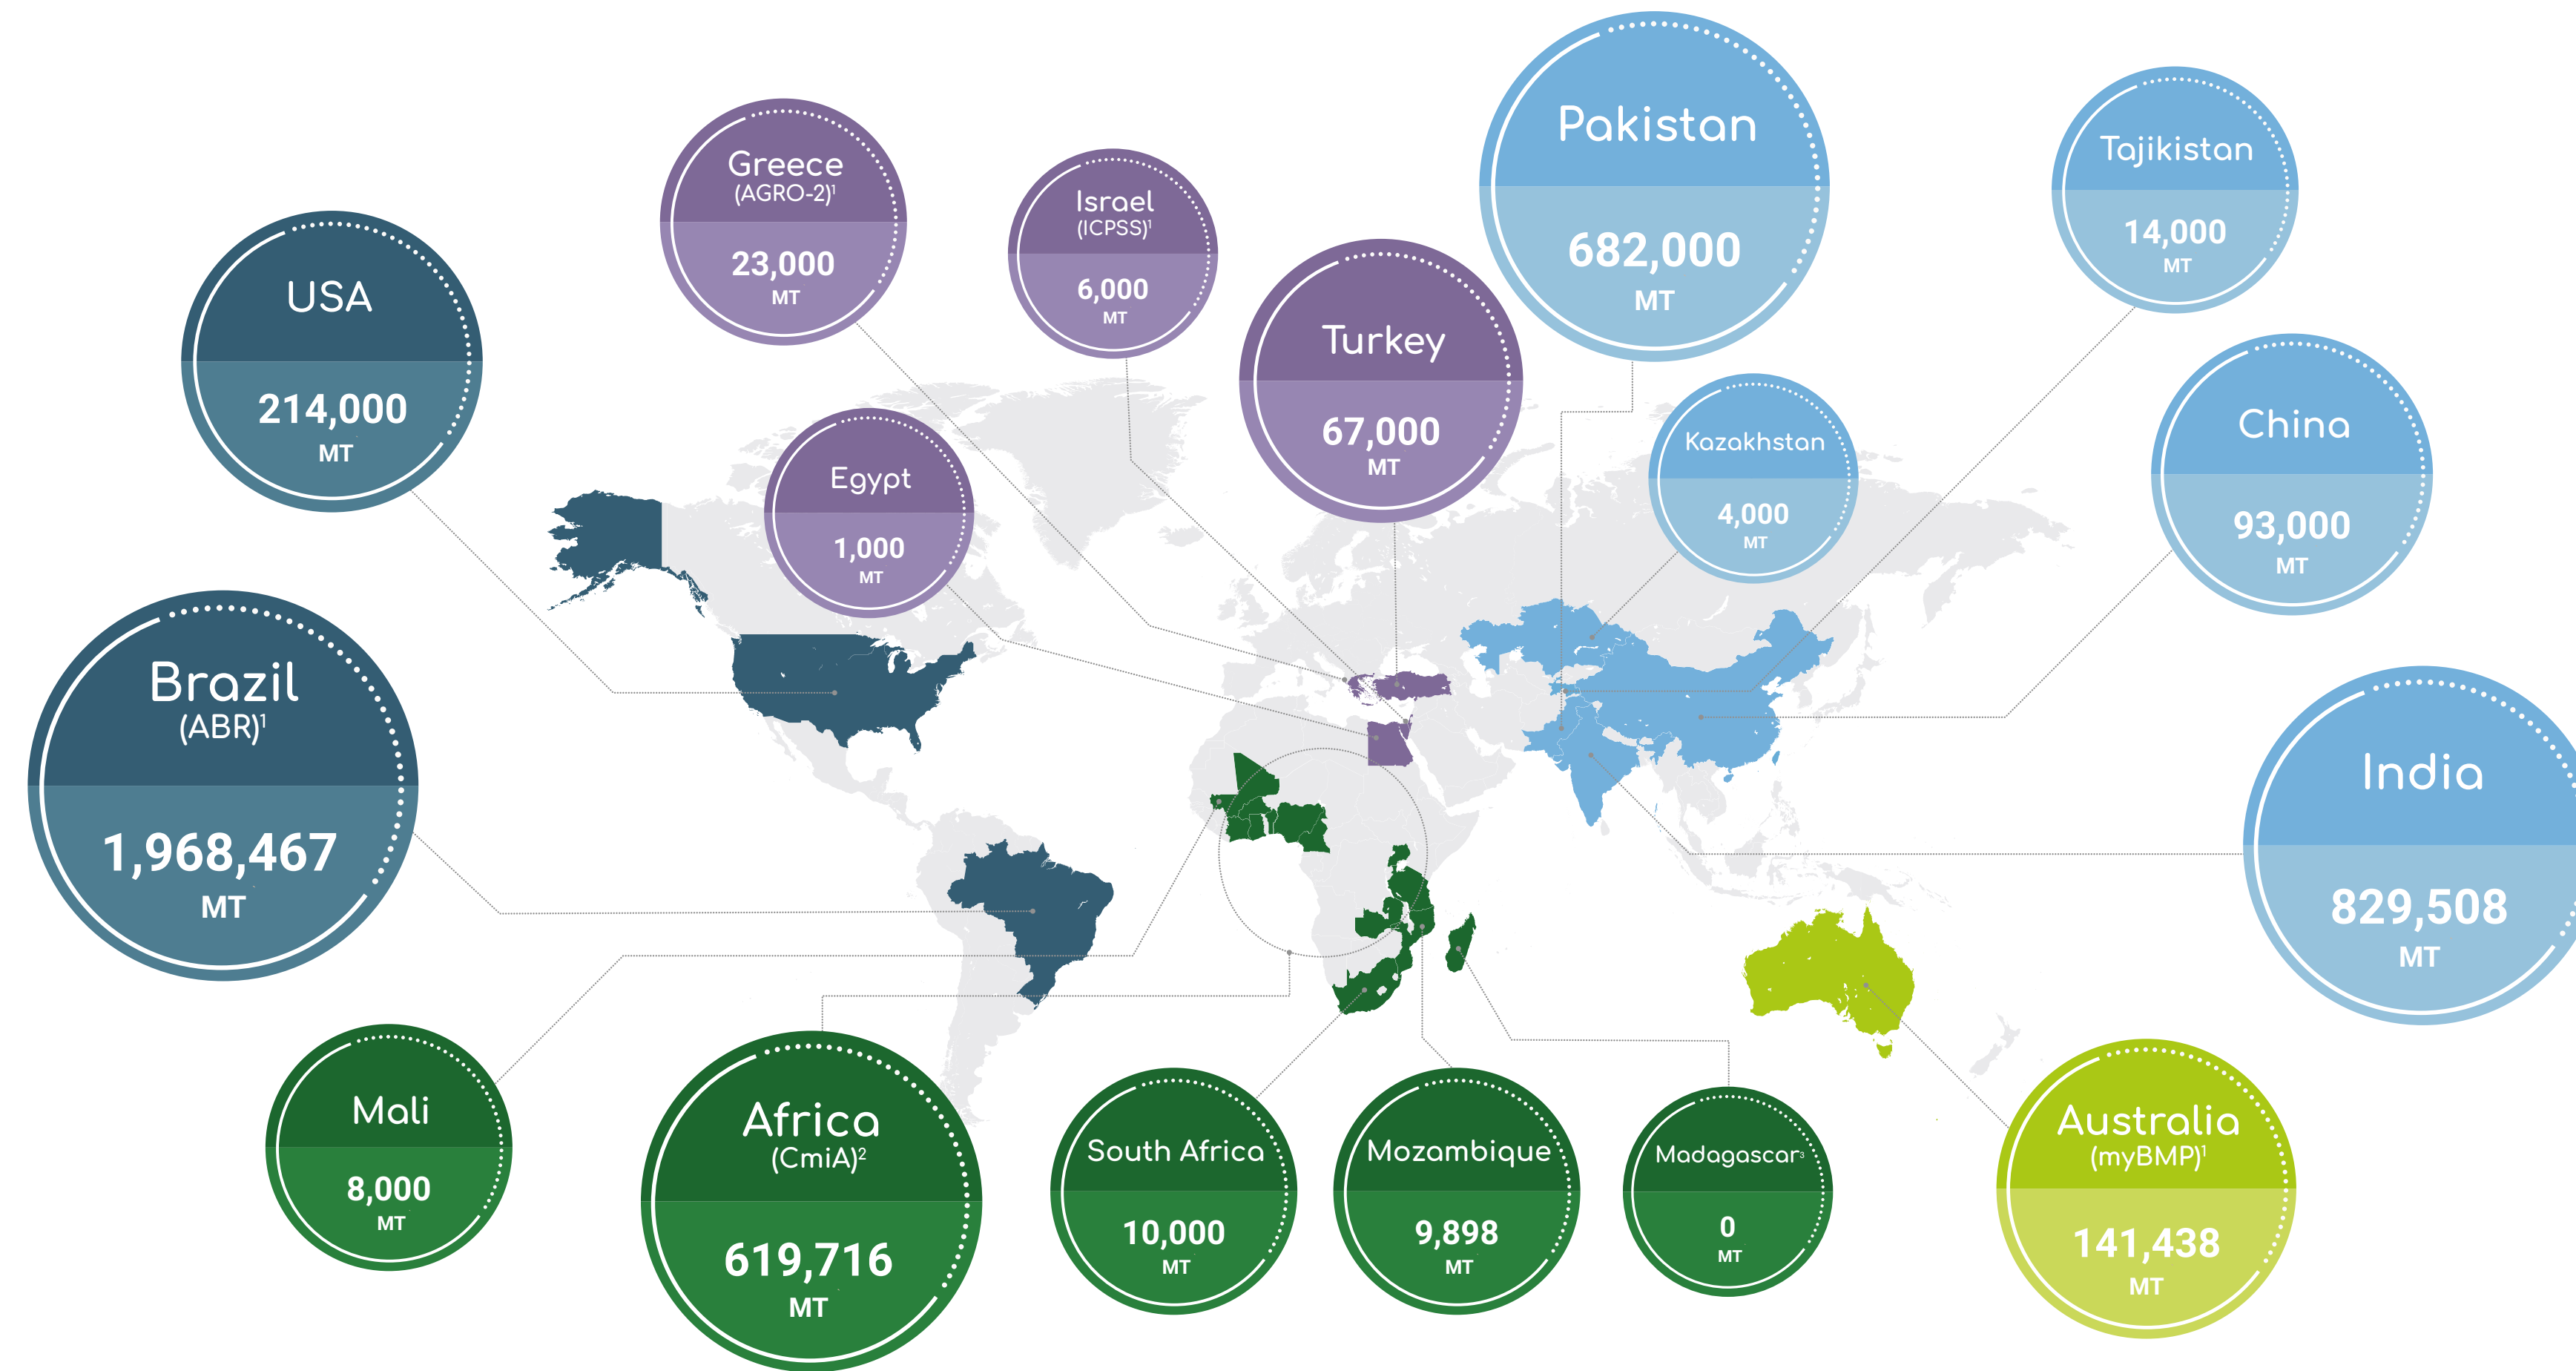 Pakistan
682,000
MT
Tajikistan
14,000
MT
Greece
(AGRO-2)¹
23,000
MT
Israel
(ICPSS)¹
6,000
MT
USA
214,000
MT
Turkey
67,000
MT
Egypt
1,000
MT
Kazakhstan
4,000
MT
China
93,000
MT
Brazil
(ABR)¹
1,968,467
MT
India
829,508
MT
Mali
8,000
MT
Africa
(CmiA)²
619,716
MT
South Africa
10,000
MT
Mozambique
9,898
MT
Madagascar³
0
MT
Australia
(myBMP)¹
141,438
MT